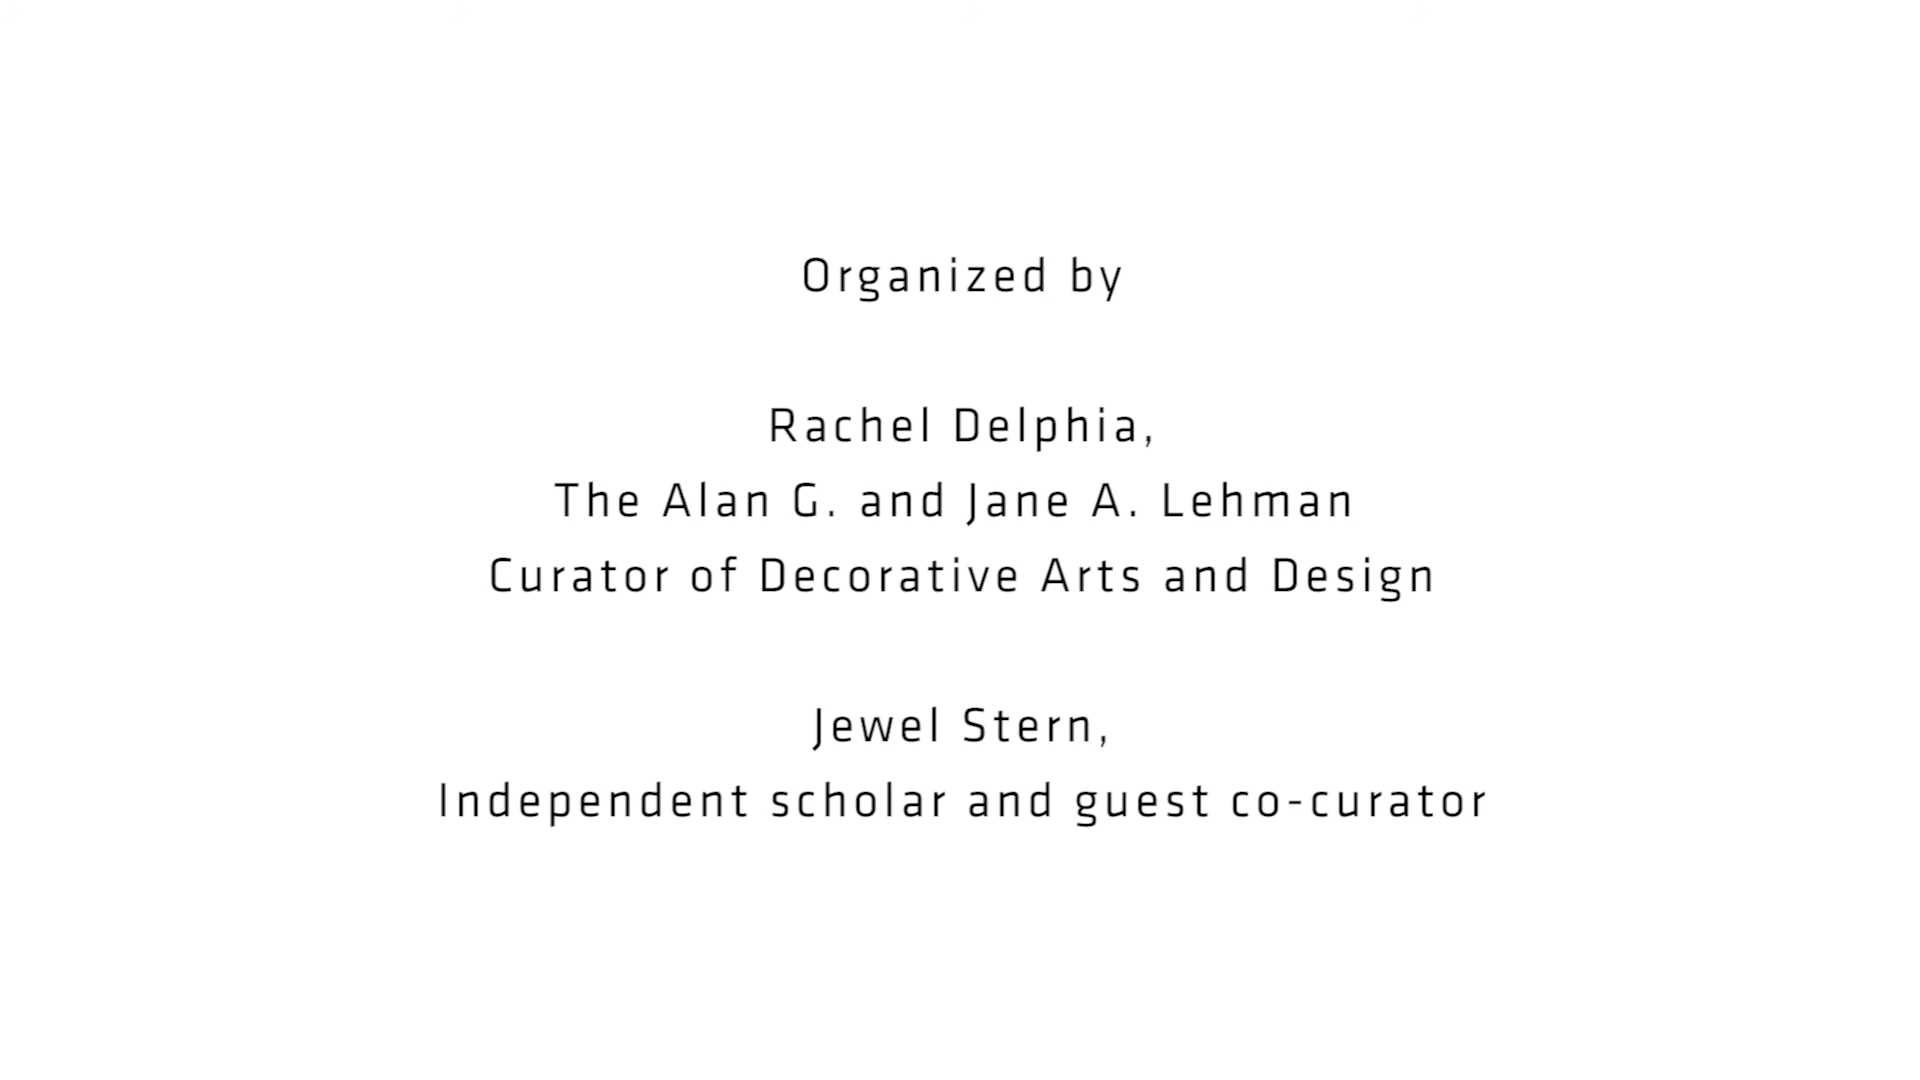 Organized by
Rachel Delphia,
The Alan G. and Jane A. Lehman
Curator of Decorative Arts and Design
Jewel Stern,
Independent scholar and guest co-curator